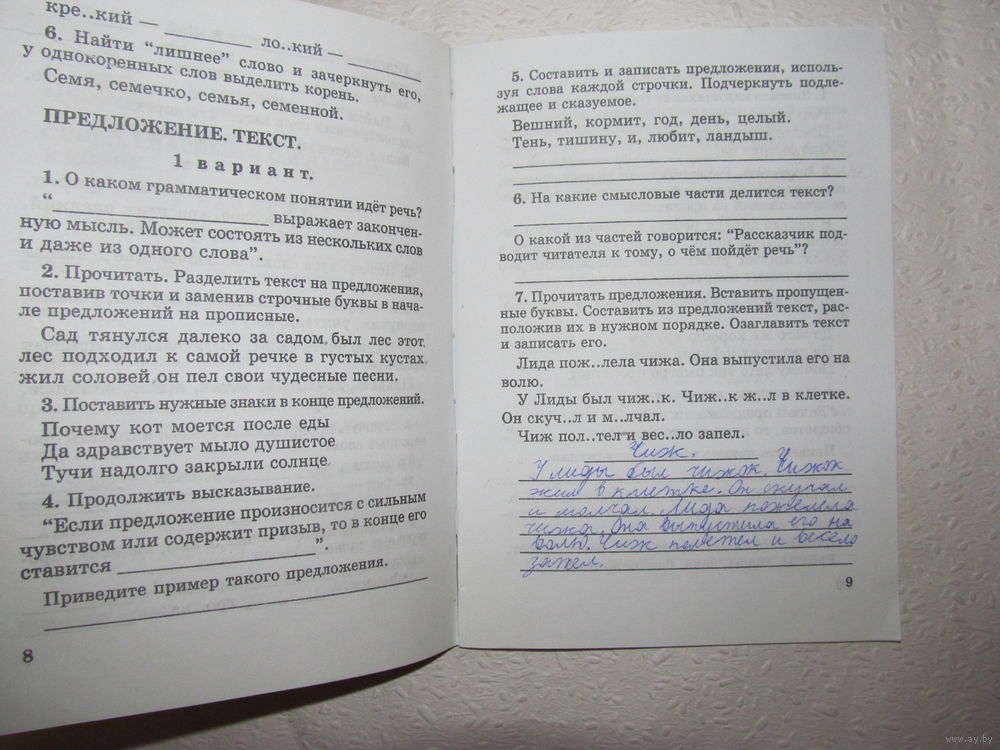 кре..кий — ________ ло..кий — ________
6. Найти “лишнее” слово и зачеркнуть его,
у однокоренных слов выделить корень.
Семя, семечко, семья, семенной.
ПРЕДЛОЖЕНИЕ. ТЕКСТ.
1 вариант.
1. О каком грамматическом понятии идёт речь?
“____________________ выражает закончен-
ную мысль. Может состоять из нескольких слов
и даже из одного слова”.
2. Прочитать. Разделить текст на предложения,
поставив точки и заменив строчные буквы в нача-
ле предложений на прописные.
Сад тянулся далеко за садом был лес этот
лес подходил к самой речке в густых кустах
жил соловей он пел свои чудесные песни.
3. Поставить нужные знаки в конце предложений.
Почему кот моется после еды
Да здравствует мыло душистое
Тучи надолго закрыли солнце
4. Продолжить высказывание.
“Если предложение произносится с сильным
чувством или содержит призыв, то в конце его
ставится ____________________”.
Приведите пример такого предложения.
8
5. Составить и записать предложения, исполь-
зуя слова каждой строчки. Подчеркнуть подле-
жащее и сказуемое.
Вешний, кормит, год, день, целый.
Тень, тишину, и, любит, ландыш.
6. На какие смысловые части делится текст?
О какой из частей говорится: “Рассказчик под-
водит читателя к тому, о чём пойдёт речь”?
7. Прочитать предложения. Вставить пропущен-
ные буквы. Составить из предложений текст, рас-
положив их в нужном порядке. Озаглавить текст
и записать его.
Лида пож..лела чижа. Она выпустила его на
волю.
У Лиды был чиж..к. Чиж..к ж..л в клетке.
Он скуч..л и м..лчал.
Чиж пол..тел и вес..ло запел.
Чиж.
У лиды был чижок. Чижок
жил в клетке. Он скучал
и молчал. Лида пожелела
чижа. Она выпустила его на
волю. Чиж полетел и весело
запел.
9
www.ay.by